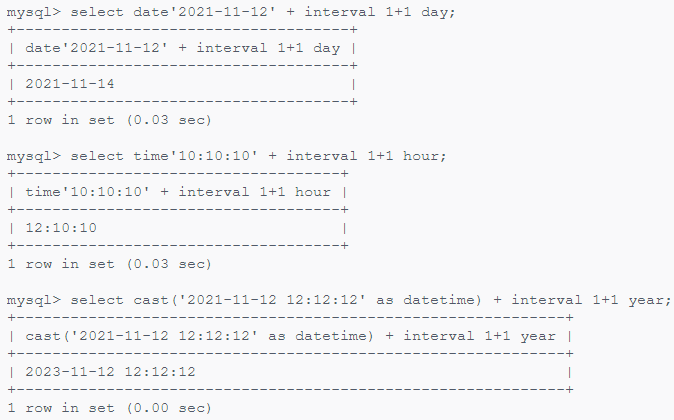 mysql> select date'2021-11-12' + interval 1+1 day;
+-------------------------------------+
| date'2021-11-12' + interval 1+1 day |
+-------------------------------------+
| 2021-11-14                          |
+-------------------------------------+
1 row in set (0.03 sec)
mysql> select time'10:10:10' + interval 1+1 hour;
+------------------------------------+
| time'10:10:10' + interval 1+1 hour |
+------------------------------------+
| 12:10:10                           |
+------------------------------------+
1 row in set (0.03 sec)
mysql> select cast('2021-11-12 12:12:12' as datetime) + interval 1+1 year;
+-------------------------------------------------------------+
| cast('2021-11-12 12:12:12' as datetime) + interval 1+1 year |
+-------------------------------------------------------------+
| 2023-11-12 12:12:12                                         |
+-------------------------------------------------------------+
1 row in set (0.00 sec)